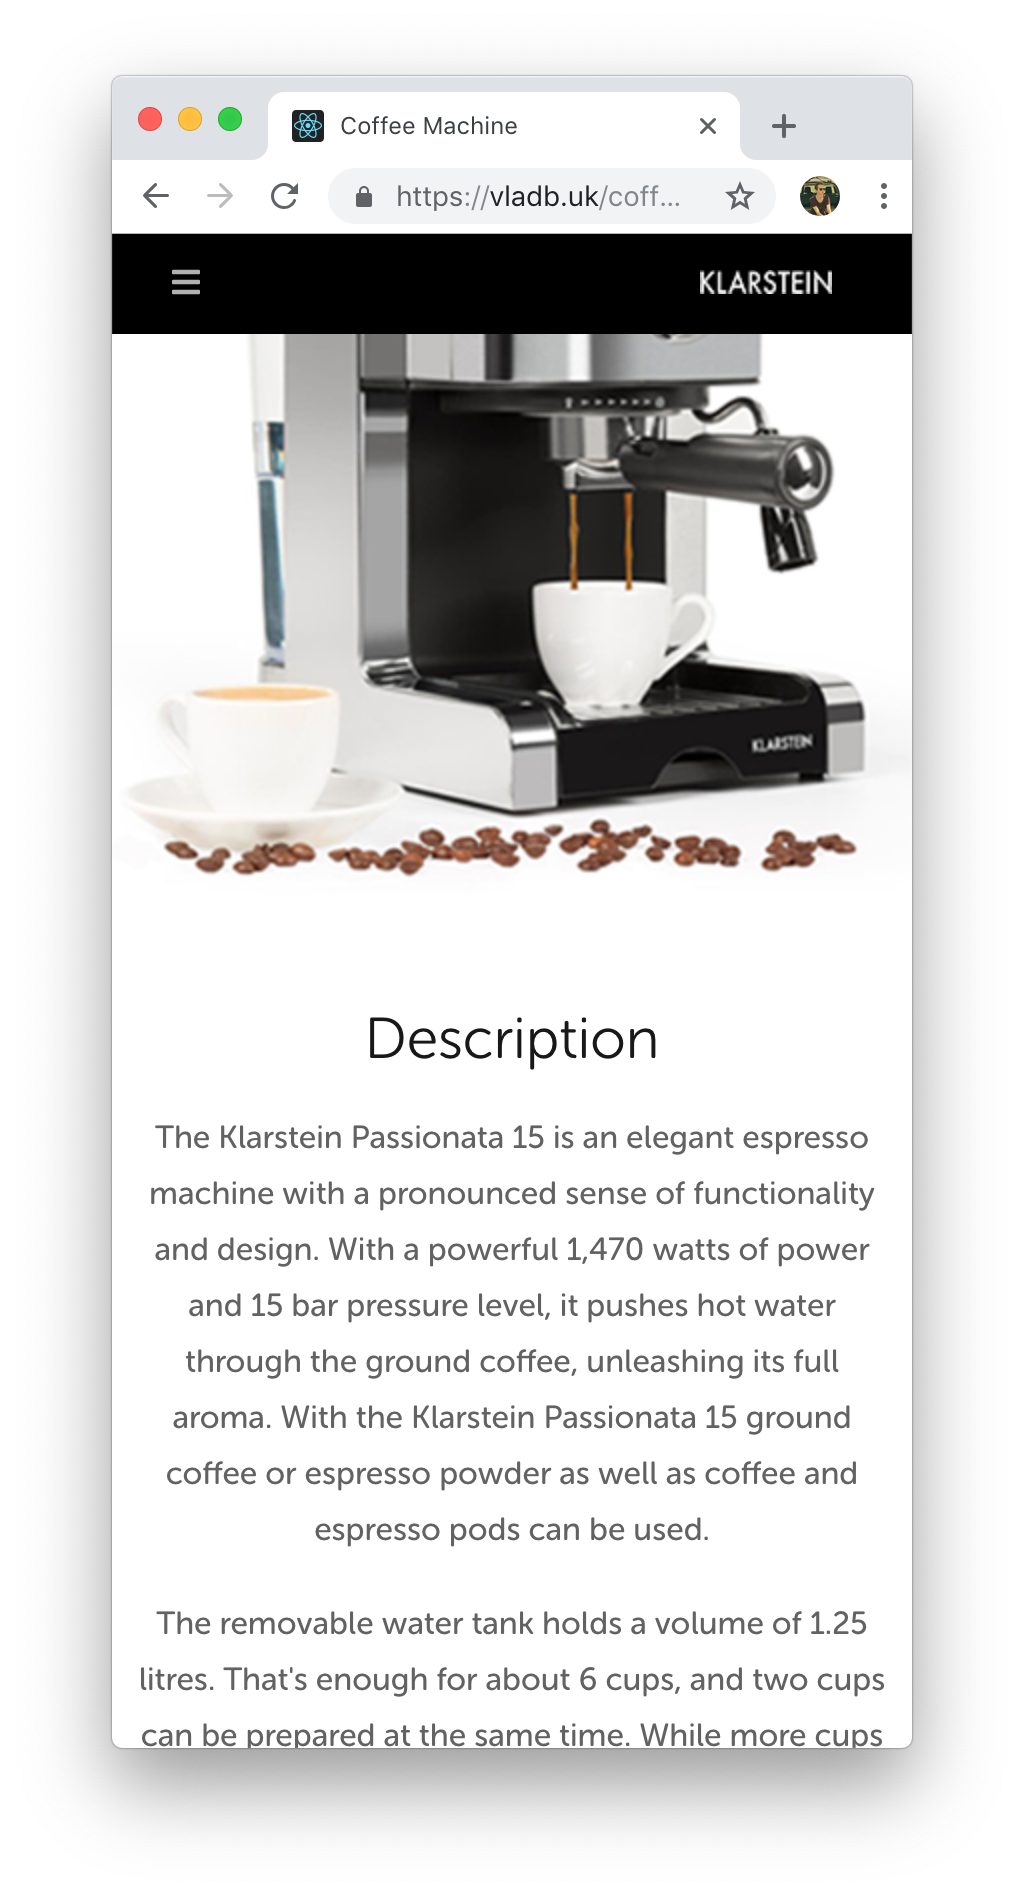 Coffee Machine
https://vladb.uk/coff...
KLARSTEIN
KLARSTEIN
Description
The Klarstein Passionata 15 is an elegant espresso
machine with a pronounced sense of functionality
and design. With a powerful 1,470 watts of power
and 15 bar pressure level, it pushes hot water
through the ground coffee, unleashing its full
aroma. With the Klarstein Passionata 15 ground
coffee or espresso powder as well as coffee and
espresso pods can be used.
The removable water tank holds a volume of 1.25
litres. That's enough for about 6 cups, and two cups
can be prepared at the same time. While more cups